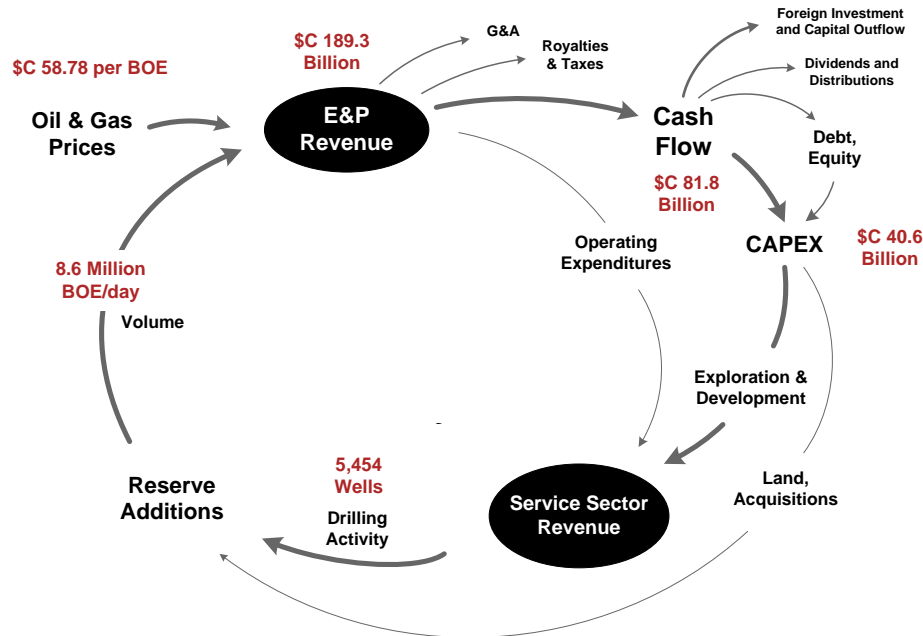 Foreign Investment
and Capital Outflow
G&A
$C 189.3
Billion
Royalties
& Taxes
$C 58.78 per BOE
Dividends and
Distributions
E&P
Revenue
Oil & Gas
Prices
Cash
Flow
Debt,
Equity
$C 81.8
Billion
CAPEX
$C 40.6
Billion
Operating
Expenditures
8.6 Million
BOE/day
Volume
Exploration &
Development
5,454
Wells
Reserve
Additions
Drilling
Activity
Service Sector
Revenue
Land,
Acquisitions